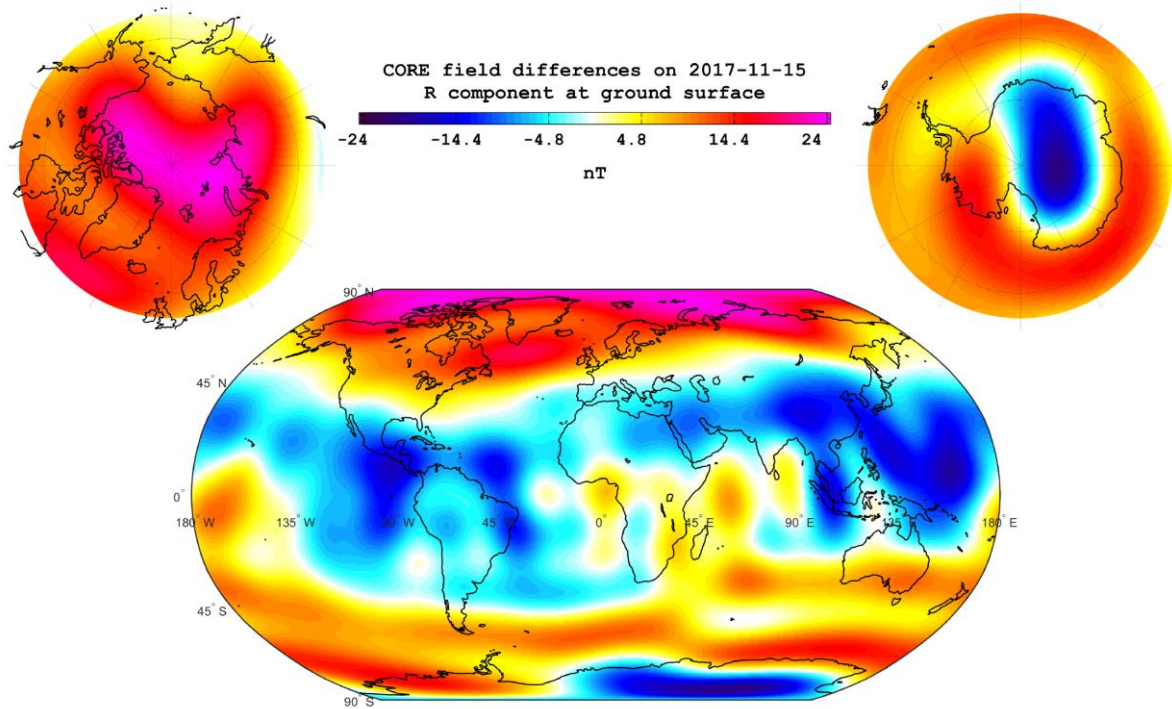 CORE field differences on 2017-11-15
R component at ground surface
-24 -14.4 -4.8 4.8 14.4 24
nT
90° N
45° N
0°
180° W 135° W 90° W 45° W 0° 45° E 90° E 135° E 180° E
45° S
90° S